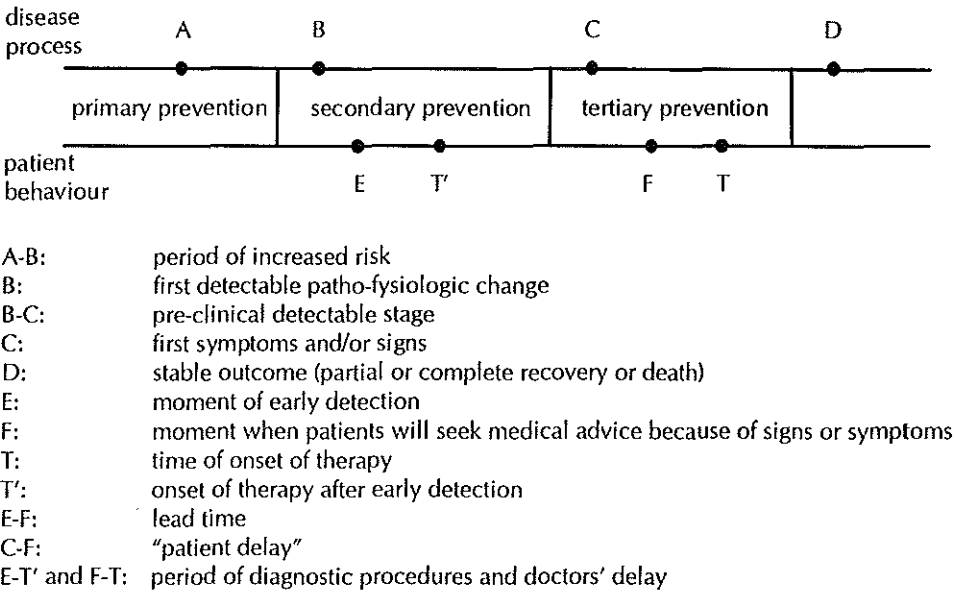 disease
process
A B C D
primary prevention secondary prevention tertiary prevention
patient
behaviour
E T′ F T
A-B: period of increased risk
B: first detectable patho-fysiologic change
B-C: pre-clinical detectable stage
C: first symptoms and/or signs
D: stable outcome (partial or complete recovery or death)
E: moment of early detection
F: moment when patients will seek medical advice because of signs or symptoms
T: time of onset of therapy
T′: onset of therapy after early detection
E-F: lead time
C-F: "patient delay"
E-T′ and F-T: period of diagnostic procedures and doctors' delay